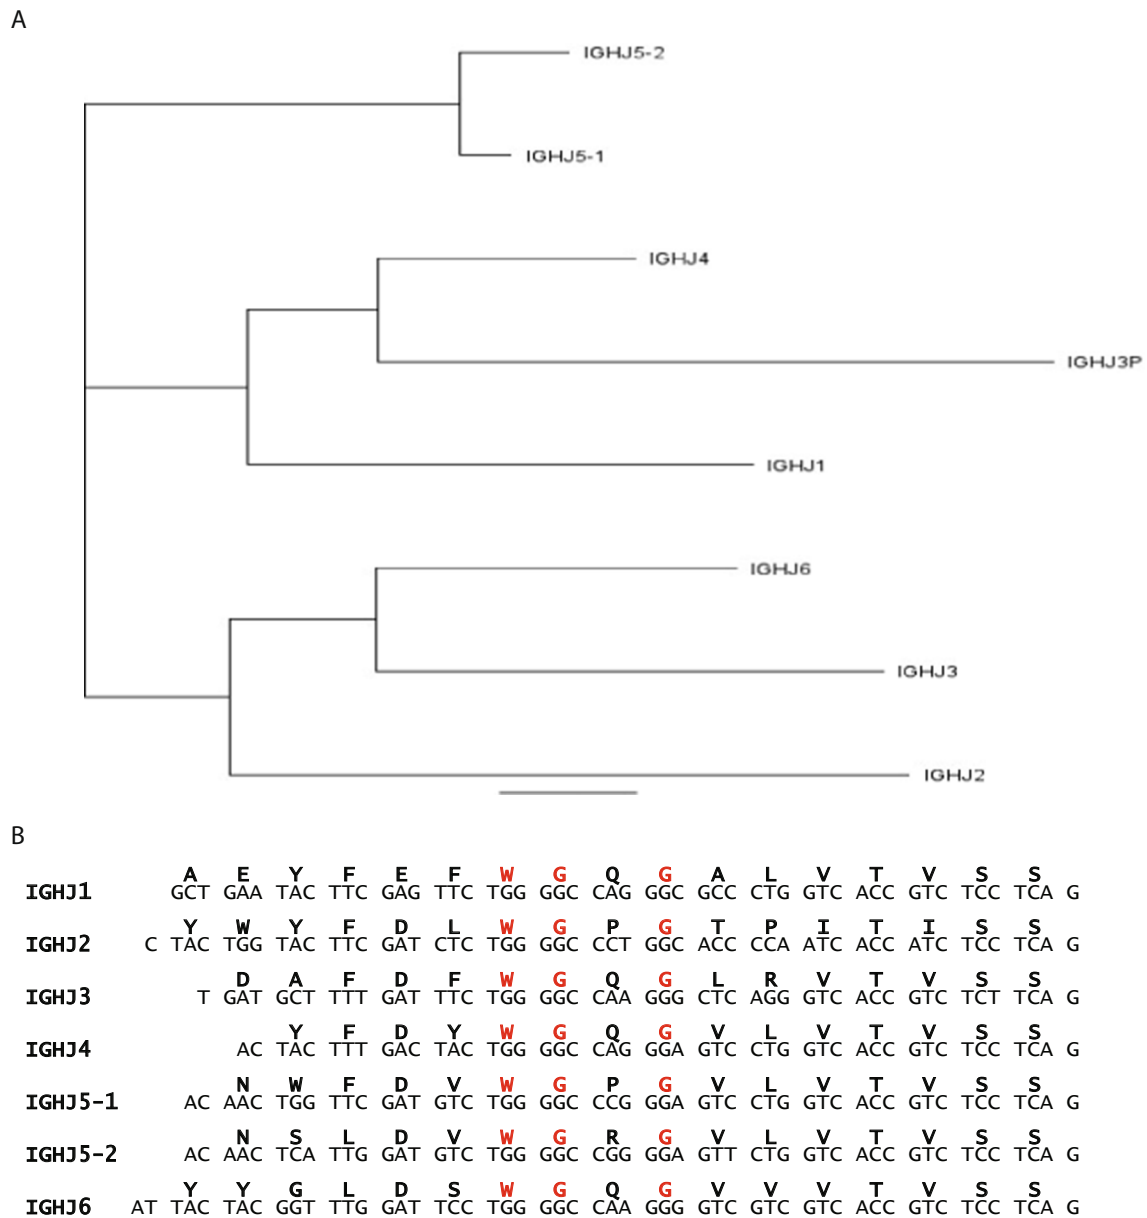 A
IGHJ5-2
IGHJ5-1
IGHJ4
IGHJ3P
IGHJ1
IGHJ6
IGHJ3
IGHJ2
B
A E Y F E F W G Q G A L V T V S S
IGHJ1 GCT GAA TAC TTC GAG TTC TGG GGC CAG GGC GCC CTG GTC ACC GTC TCC TCA G
Y W Y F D L W G P G T P I T I S S
IGHJ2 C TAC TGG TAC TTC GAT CTC TGG GGC CCT GGC ACC CCA ATC ACC ATC TCC TCA G
D A F D F W G Q G L R V T V S S
IGHJ3 T GAT GCT TTT GAT TTC TGG GGC CAA GGG CTC AGG GTC ACC GTC TCT TCA G
Y F D Y W G Q G V L V T V S S
IGHJ4 AC TAC TTT GAC TAC TGG GGC CAG GGA GTC CTG GTC ACC GTC TCC TCA G
N W F D V W G P G V L V T V S S
IGHJ5-1 AC AAC TGG TTC GAT GTC TGG GGC CCG GGA GTC CTG GTC ACC GTC TCC TCA G
N S L D V W G R G V L V T V S S
IGHJ5-2 AC AAC TCA TTG GAT GTC TGG GGC CGG GGA GTT CTG GTC ACC GTC TCC TCA G
Y Y G L D S W G Q G V V V T V S S
IGHJ6 AT TAC TAC GGT TTG GAT TCC TGG GGC CAA GGG GTC GTC GTC ACC GTC TCC TCA G